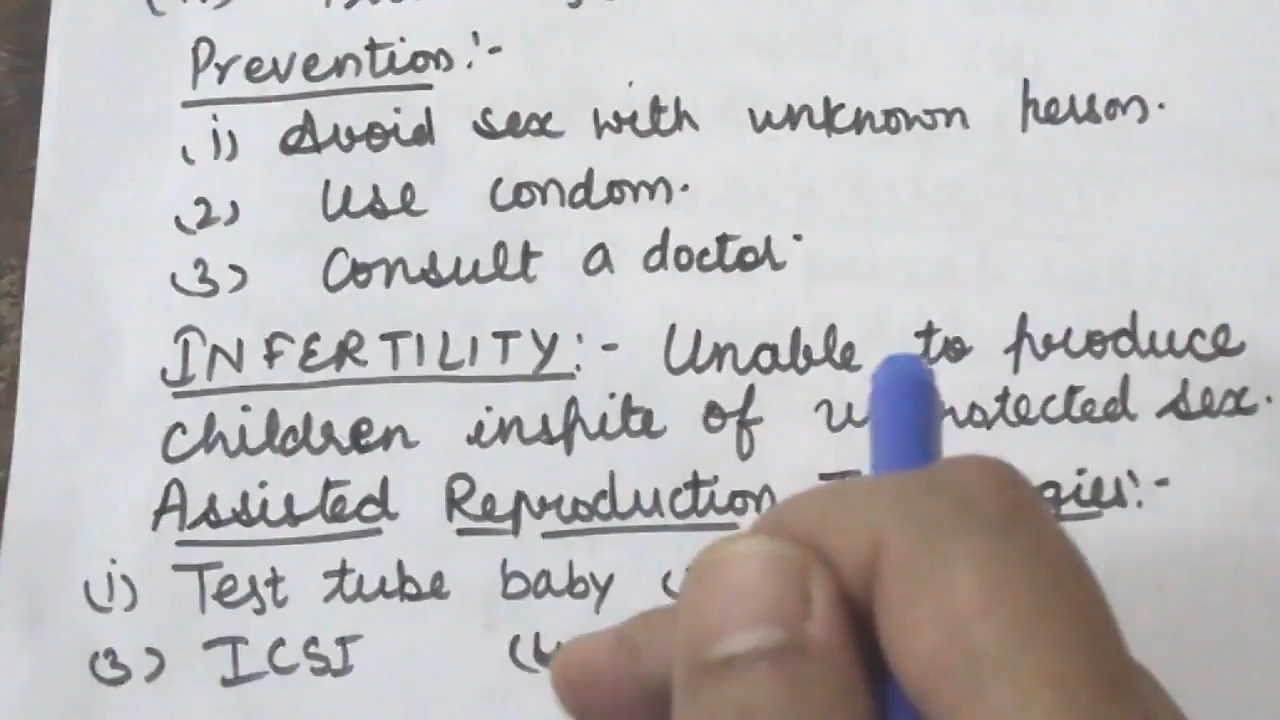 Prevention:-
(1) Avoid sex with unknown person.
(2) Use condom.
(3) Consult a doctor.
INFERTILITY:- Unable to produce
children inspite of sex.
Assisted Reproduction
(1) Test tube baby
(3) ICSI